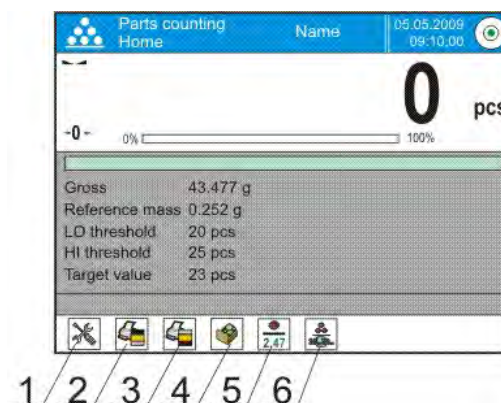 Parts counting Name 05.05.2009
Home 09:10:00
0 pcs
-0- 0% 100%
Gross 43.477 g
Reference mass 0.252 g
LO threshold 20 pcs
HI threshold 25 pcs
Target value 23 pcs
2,47
1 2 3 4 5 6